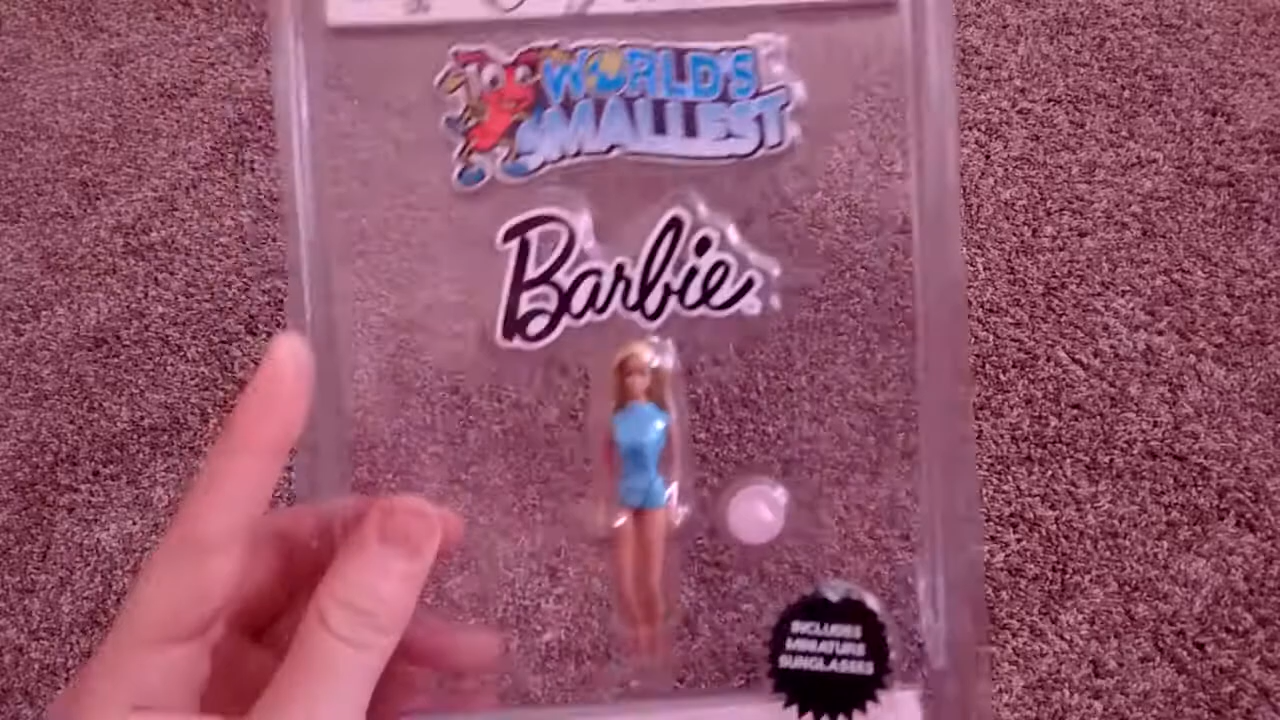 WORLD'S
SMALLEST
Barbie
INCLUDES
MINIATURE
SUNGLASSES